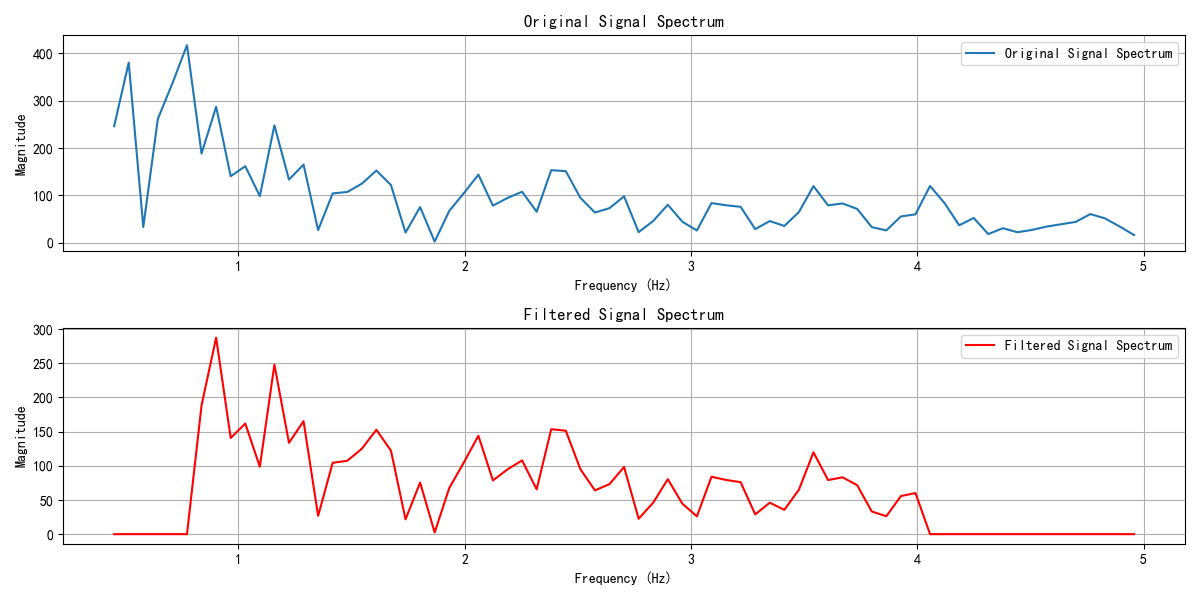 Original Signal Spectrum
Original Signal Spectrum
400
300
200
100
0
Magnitude
1 2 3 4 5
Frequency (Hz)
Filtered Signal Spectrum
Filtered Signal Spectrum
300
250
200
150
100
50
0
Magnitude
1 2 3 4 5
Frequency (Hz)